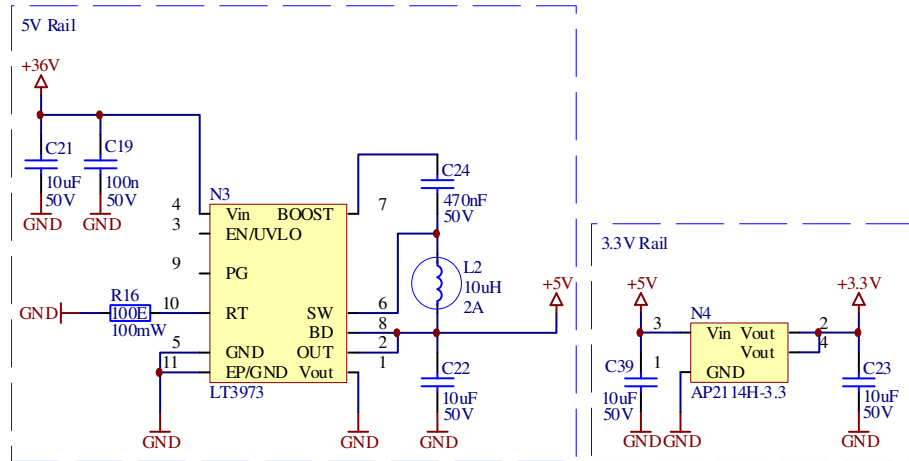 5V Rail
+36V
C21
10uF
50V
GND
C19
100n
50V
GND
N3
4
Vin
BOOST
7
3
EN/UVLO
9
PG
R16
GND
100E
100mW
10
RT
SW
6
BD
8
5
GND
OUT
2
11
EP/GND
Vout
1
LT3973
GND
GND
C24
470nF
50V
L2
10uH
2A
+5V
C22
10uF
50V
GND
3.3V Rail
+5V
+3.3V
N4
3
Vin
Vout
2
Vout
4
1
GND
AP2114H-3.3
C39
10uF
50V
GND
GND
C23
10uF
50V
GND